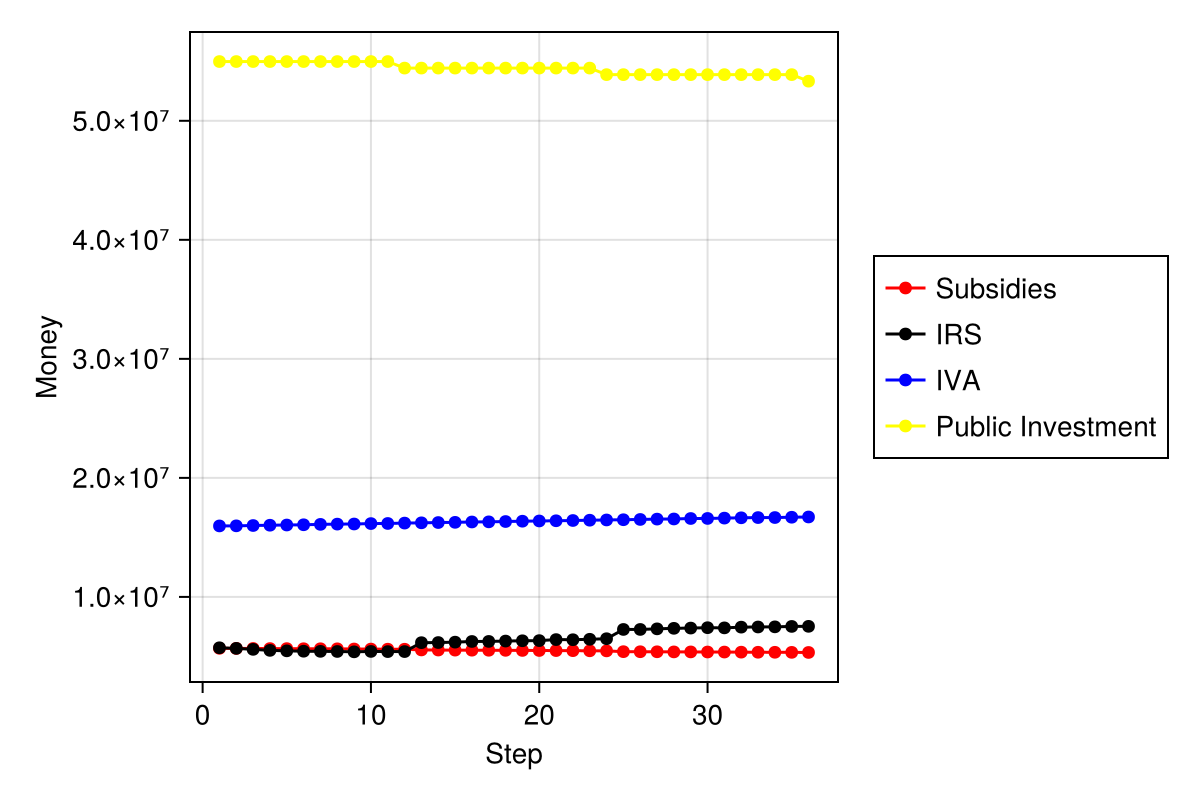 5.0×10⁷
4.0×10⁷
3.0×10⁷
2.0×10⁷
1.0×10⁷
Money
0 10 20 30
Step
Subsidies
IRS
IVA
Public Investment